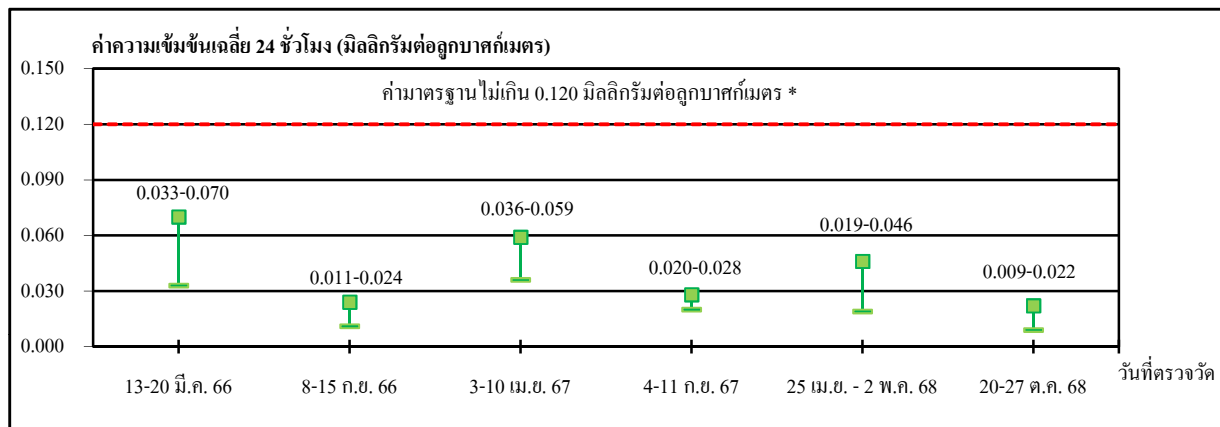 ค่าความเข้มข้นเฉลี่ย 24 ชั่วโมง (มิลลิกรัมต่อลูกบาศก์เมตร)
0.150
ค่ามาตรฐานไม่เกิน 0.120 มิลลิกรัมต่อลูกบาศก์เมตร *
0.120
0.090
0.033-0.070
0.036-0.059
0.019-0.046
0.060
0.011-0.024
0.020-0.028
0.009-0.022
0.030
0.000
13-20 มี.ค. 66
8-15 ก.ย. 66
3-10 เม.ย. 67
4-11 ก.ย. 67
25 เม.ย. - 2 พ.ค. 68
20-27 ต.ค. 68
วันที่ตรวจวัด